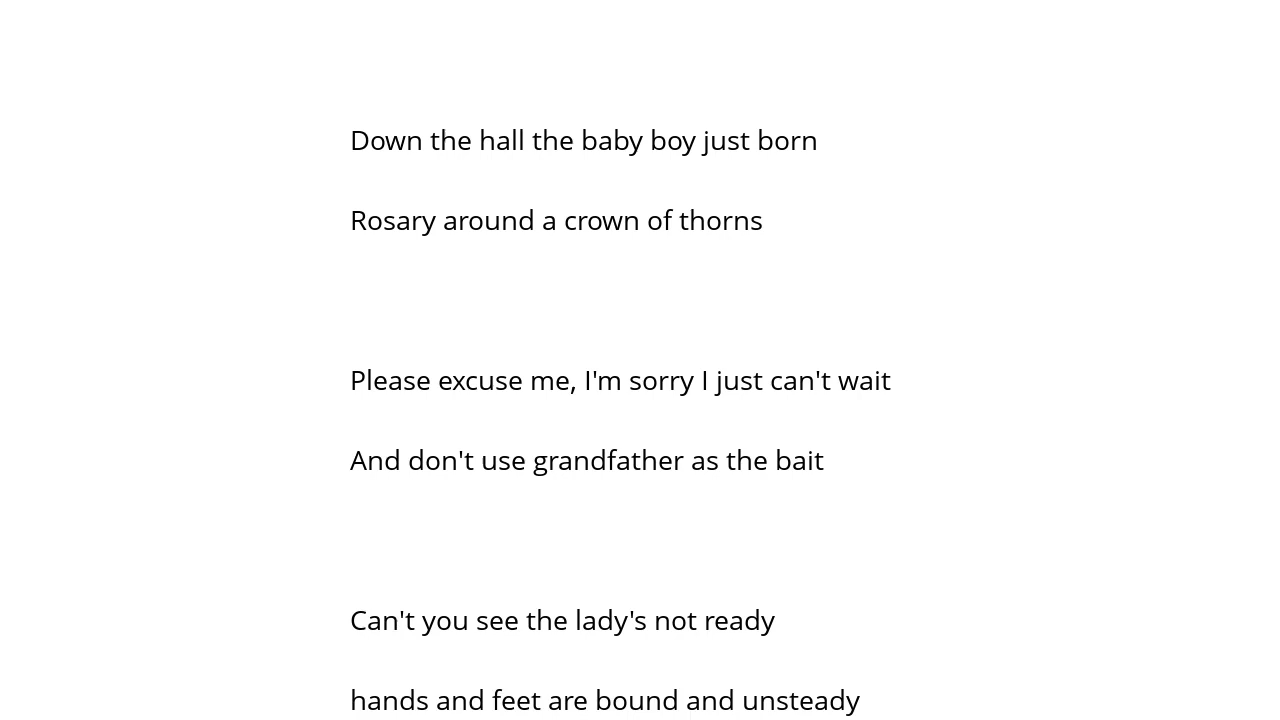 Down the hall the baby boy just born
Rosary around a crown of thorns
Please excuse me, I'm sorry I just can't wait
And don't use grandfather as the bait
Can't you see the lady's not ready
hands and feet are bound and unsteady